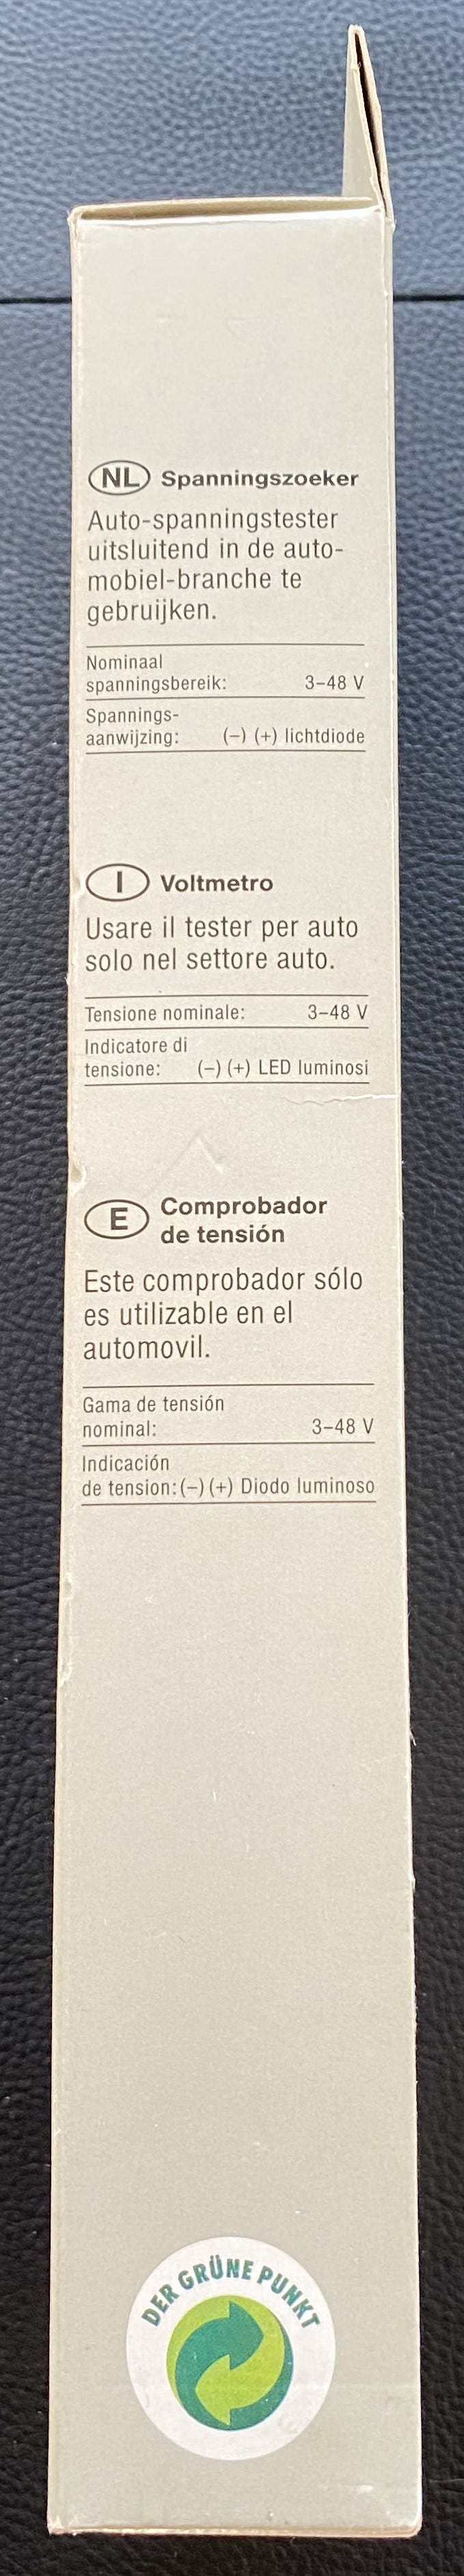 NL Spanningszoeker
Auto-spanningstester
uitsluitend in de auto-
mobiel-branche te
gebruijken.
Nominaal
spanningsbereik: 3–48 V
Spannings-
aanwijzing: (–) (+) lichtdiode
I Voltmetro
Usare il tester per auto
solo nel settore auto.
Tensione nominale: 3–48 V
Indicatore di
tensione: (–) (+) LED luminosi
E Comprobador
de tensión
Este comprobador sólo
es utilizable en el
automovil.
Gama de tensión
nominal: 3–48 V
Indicación
de tension: (–) (+) Diodo luminoso
DER GRÜNE PUNKT